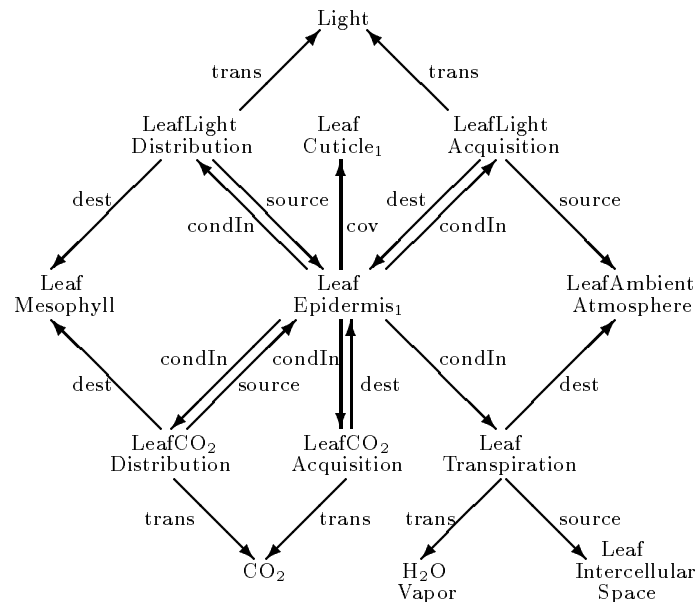 Light
trans
trans
LeafLight
Distribution
Leaf
Cuticle₁
LeafLight
Acquisition
dest
source
condIn
cov
dest
condIn
source
Leaf
Mesophyll
Leaf
Epidermis₁
LeafAmbient
Atmosphere
dest
condIn
source
condIn
dest
condIn
dest
LeafCO₂
Distribution
LeafCO₂
Acquisition
Leaf
Transpiration
trans
trans
trans
source
CO₂
H₂O
Vapor
Leaf
Intercellular
Space